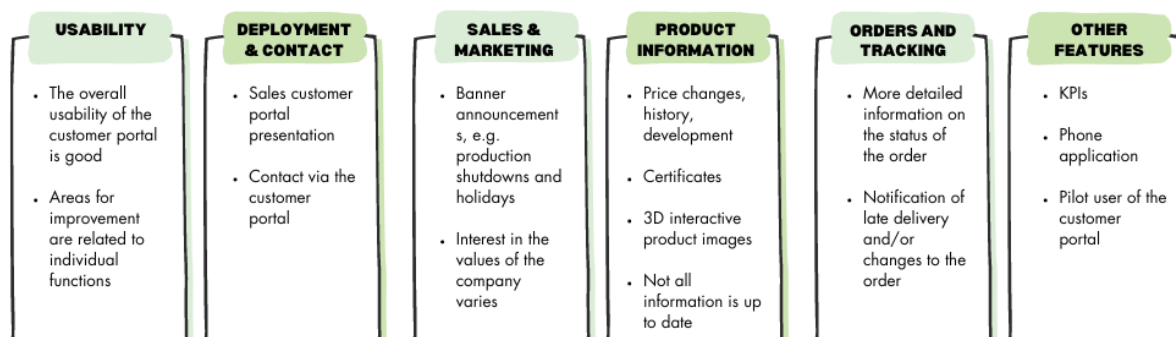 USABILITY
• The overall
usability of the
customer portal
is good
• Areas for
improvement
are related to
individual
functions
DEPLOYMENT
& CONTACT
• Sales customer
portal
presentation
• Contact via the
customer
portal
SALES &
MARKETING
• Banner
announcement
s, e.g.
production
shutdowns and
holidays
• Interest in the
values of the
company
varies
PRODUCT
INFORMATION
• Price changes,
history,
development
• Certificates
• 3D interactive
product images
• Not all
information is up
to date
ORDERS AND
TRACKING
• More detailed
information on
the status of
the order
• Notification of
late delivery
and/or
changes to the
order
OTHER
FEATURES
• KPIs
• Phone
application
• Pilot user of the
customer
portal